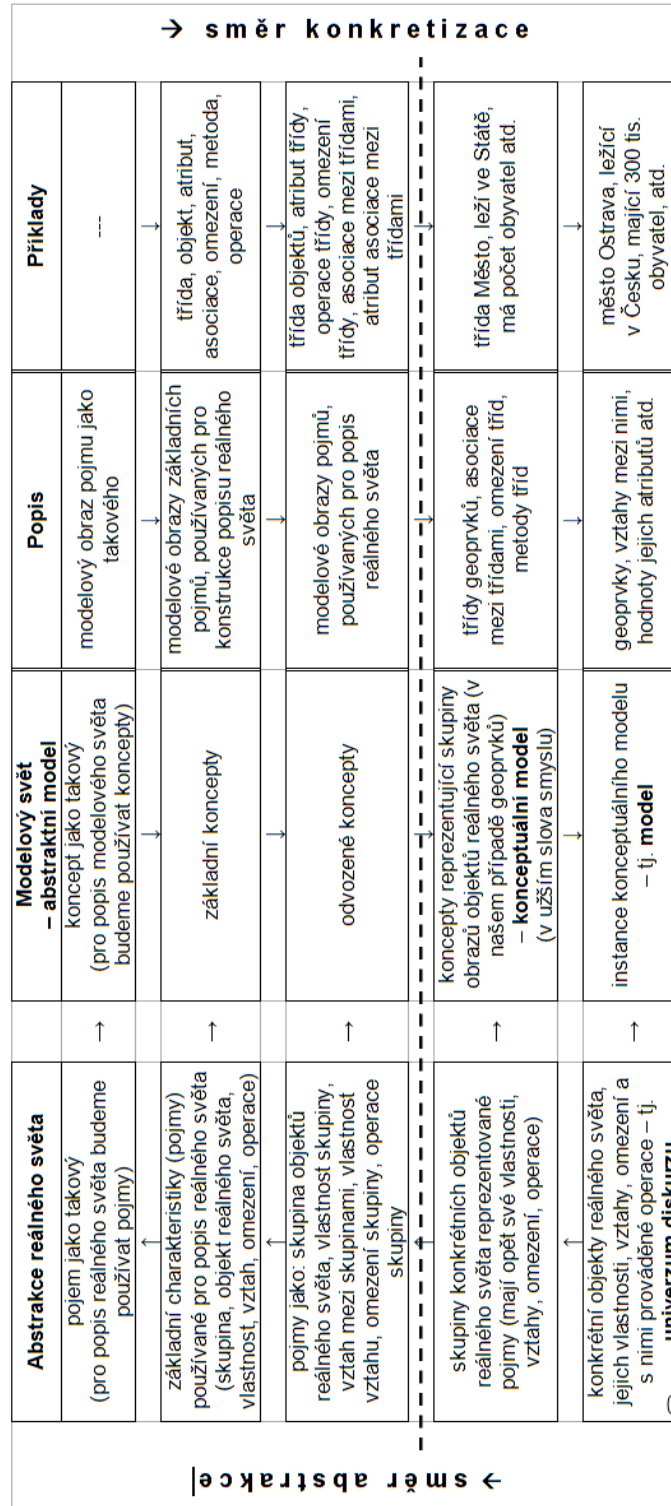 → směr abstrakce
Abstrakce reálného světa
Modelový svět
– abstraktní model
Popis
Příklady
pojem jako takový
(pro popis reálného světa budeme
používat pojmy)
→
koncept jako takový
(pro popis modelového světa
budeme používat koncepty)
modelový obraz pojmu jako
takového
---
základní charakteristiky (pojmy)
používané pro popis reálného světa
(skupina, objekt reálného světa,
vlastnost, vztah, omezení, operace)
→
základní koncepty
modelové obrazy základních
pojmů, používaných pro
konstrukce popisu reálného
světa
třída, objekt, atribut,
asociace, omezení, metoda,
operace
pojmy jako: skupina objektů
reálného světa, vlastnost skupiny,
vztah mezi skupinami, vlastnost
vztahu, omezení skupiny, operace
skupiny
→
odvozené koncepty
modelové obrazy pojmů,
používaných pro popis
reálného světa
třída objektů, atribut třídy,
operace třídy, omezení
třídy, asociace mezi třídami,
atribut asociace mezi
třídami
skupiny konkrétních objektů
reálného světa reprezentované
pojmy (mají opět své vlastnosti,
vztahy, omezení, operace)
→
koncepty reprezentující skupiny
obrazů objektů reálného světa (v
našem případě geoprvků)
– konceptuální model
(v užším slova smyslu)
třídy geoprvků, asociace
mezi třídami, omezení tříd,
metody tříd
třída Město, leží ve Státě,
má počet obyvatel atd.
konkrétní objekty reálného světa,
jejich vlastnosti, vztahy, omezení a
s nimi prováděné operace – tj.
univerzum diskurzu
→
instance konceptuálního modelu
– tj. model
geoprvky, vztahy mezi nimi,
hodnoty jejich atributů atd.
město Ostrava, ležící
v Česku, mající 300 tis.
obyvatel, atd.
→ směr konkretizace